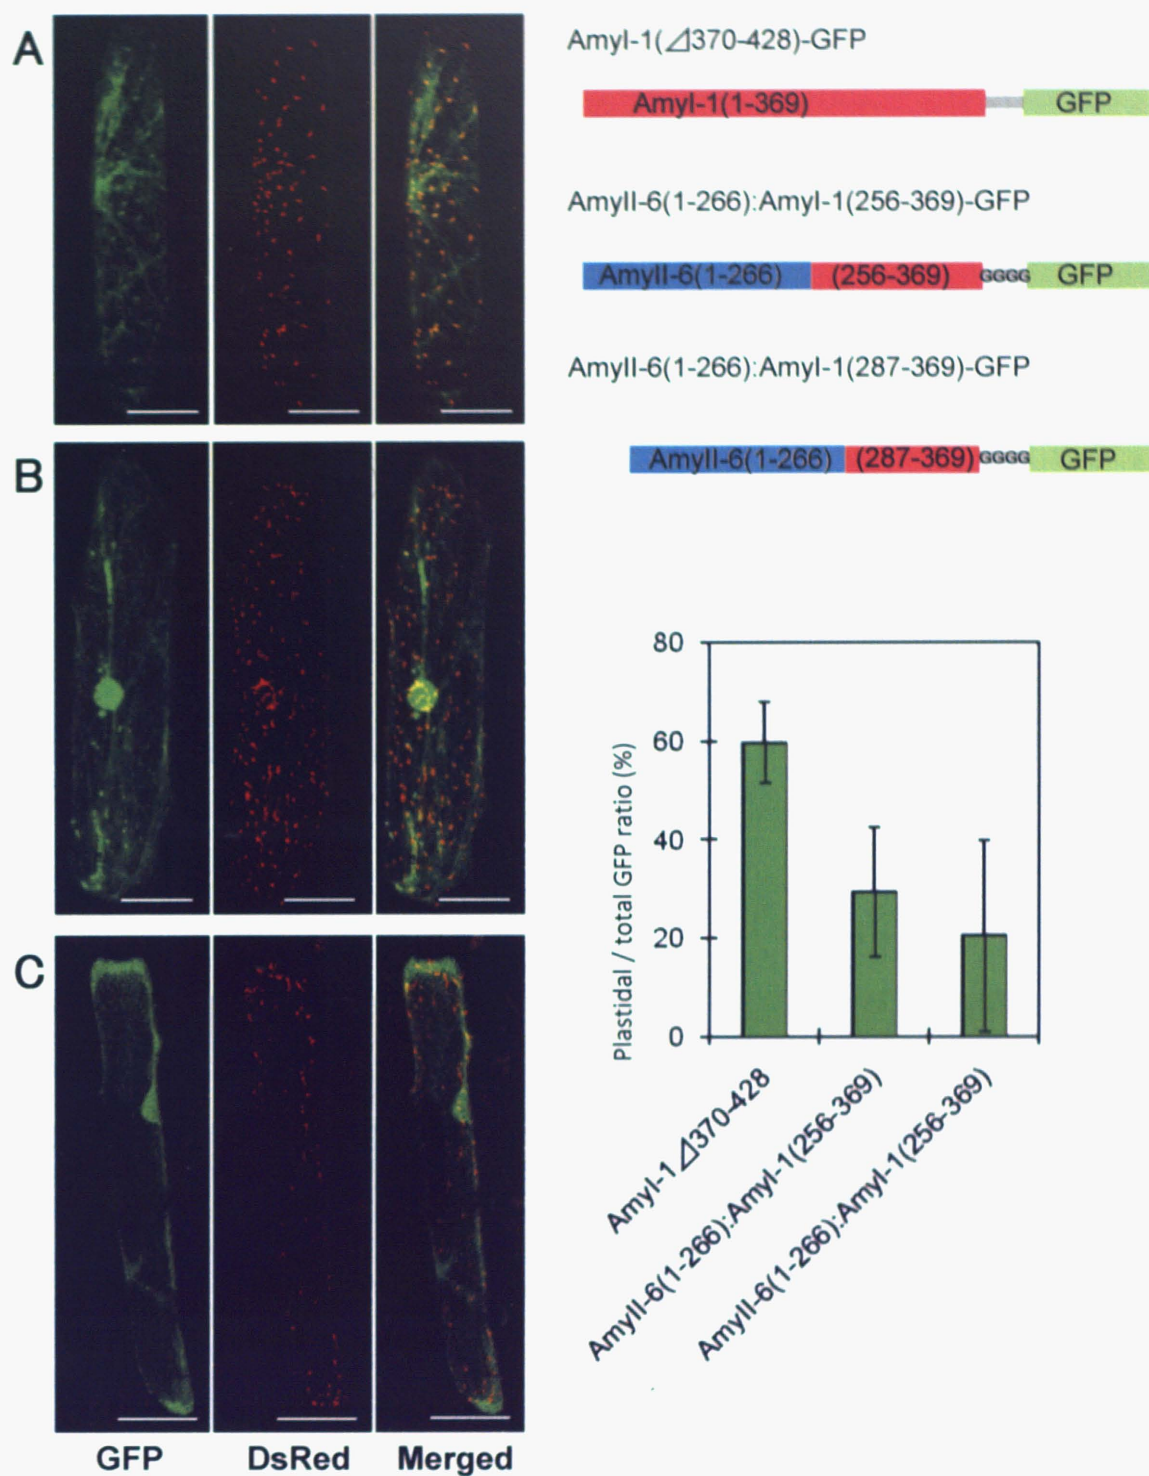 A
AmyI-1(⊿370-428)-GFP
AmyI-1(1-369)
GFP
AmyII-6(1-266):AmyI-1(256-369)-GFP
AmyII-6(1-266)
(256-369)
GGGG
GFP
AmyII-6(1-266):AmyI-1(287-369)-GFP
B
AmyII-6(1-266)
(287-369)
GGGG
GFP
C
GFP
DsRed
Merged
Plastidal / total GFP ratio (%)
80
60
40
20
0
AmyI-1⊿370-428
AmyII-6(1-266):AmyI-1(256-369)
AmyII-6(1-266):AmyI-1(256-369)